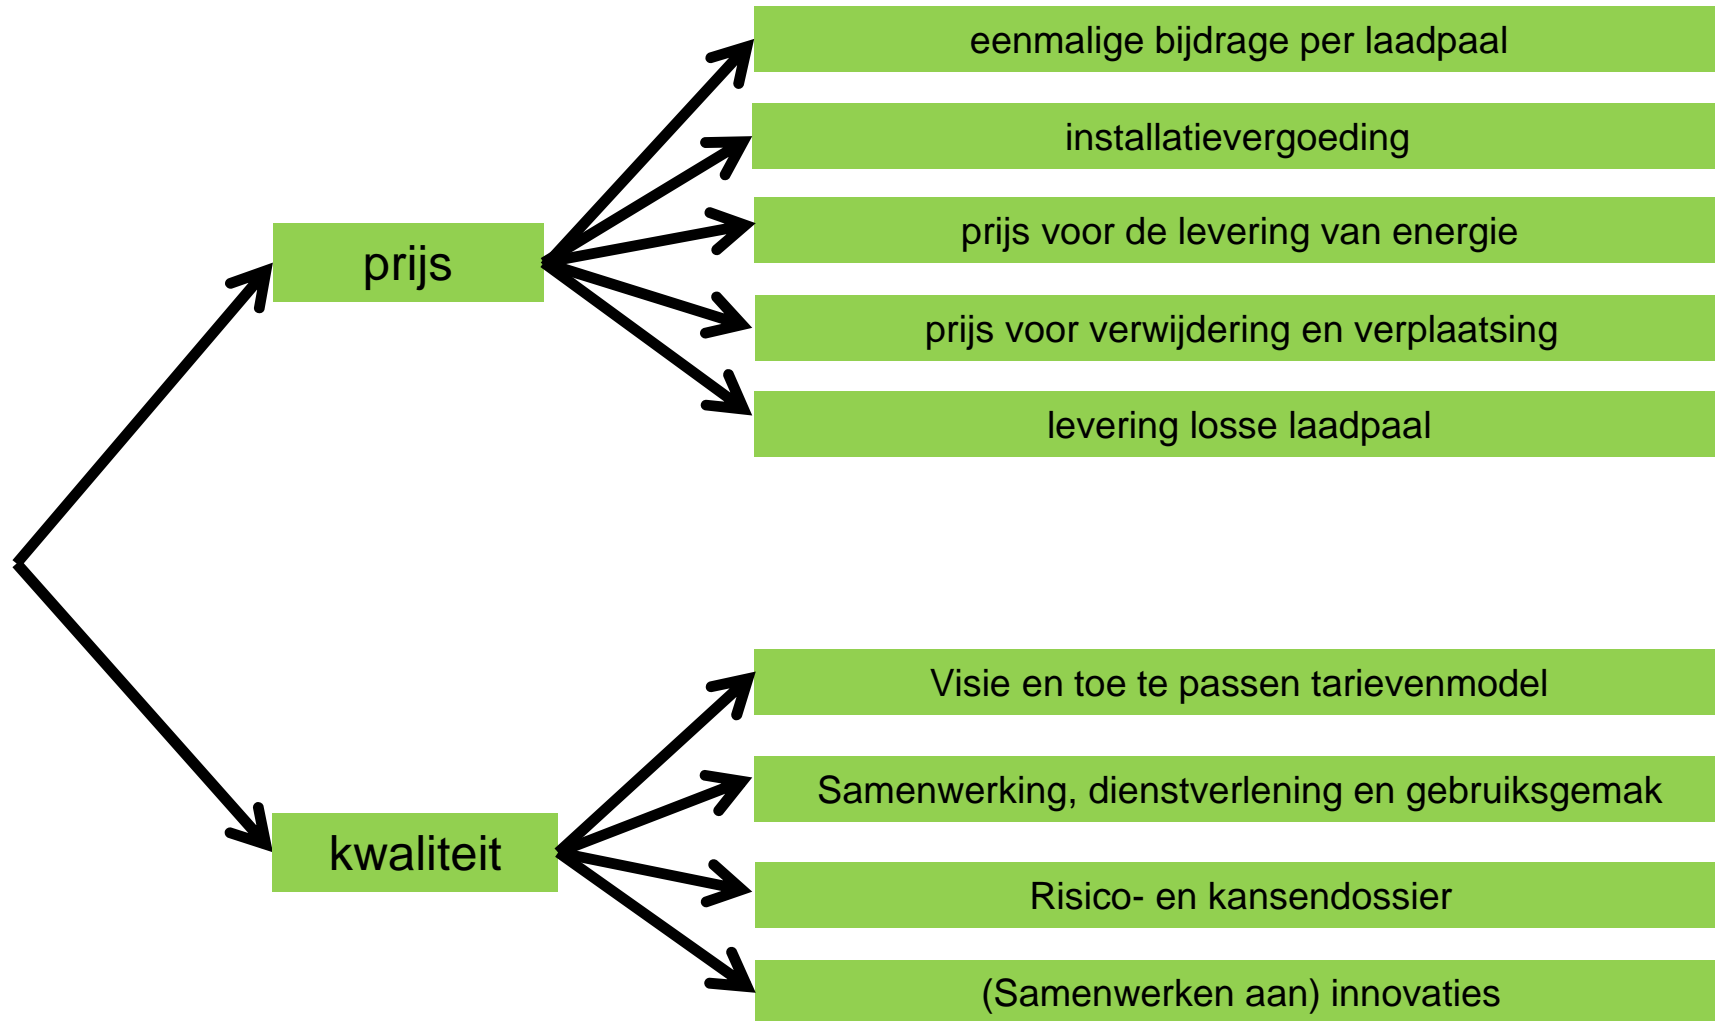 eenmalige bijdrage per laadpaal
installatievergoeding
prijs voor de levering van energie
prijs
prijs voor verwijdering en verplaatsing
levering losse laadpaal
Visie en toe te passen tarievenmodel
Samenwerking, dienstverlening en gebruiksgemak
kwaliteit
Risico- en kansendossier
(Samenwerken aan) innovaties